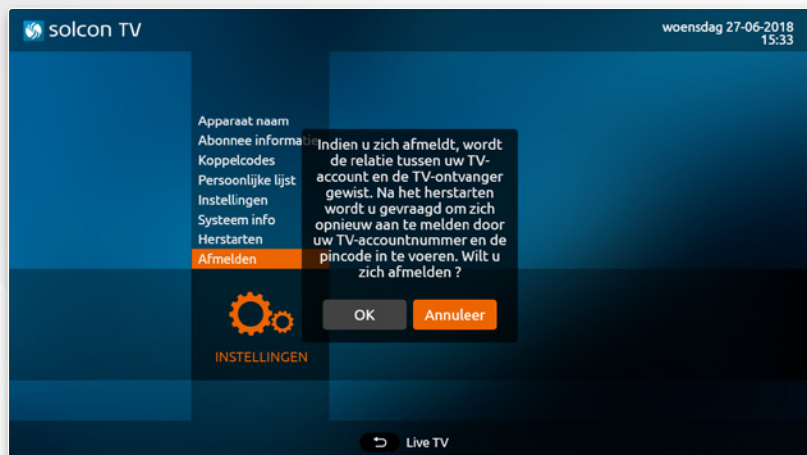 solcon TV
woensdag 27-06-2018
15:33
Apparaat naam
Abonnee informatie
Koppelcodes
Persoonlijke lijst
Instellingen
Systeem info
Herstarten
Afmelden
INSTELLINGEN
Indien u zich afmeldt, wordt
de relatie tussen uw TV-
account en de TV-ontvanger
gewist. Na het herstarten
wordt u gevraagd om zich
opnieuw aan te melden door
uw TV-accountnummer en de
pincode in te voeren. Wilt u
zich afmelden ?
OK
Annuleer
Live TV